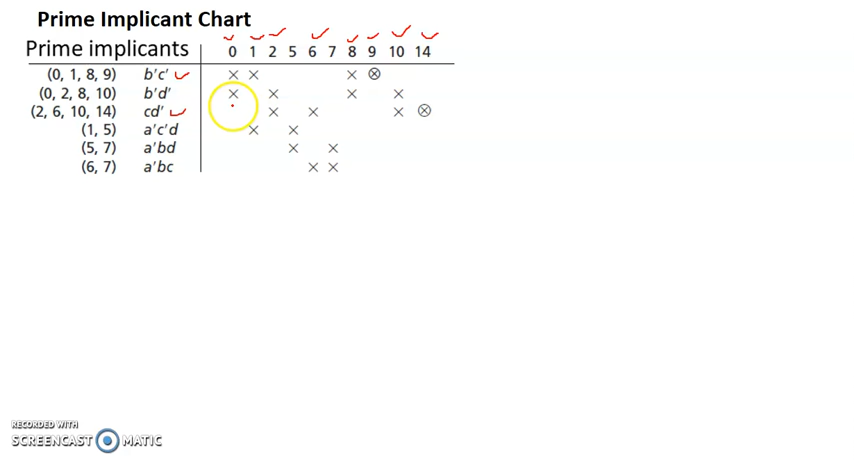 Prime Implicant Chart
Prime implicants 0 1 2 5 6 7 8 9 10 14
(0, 1, 8, 9) b'c' ✓ × × × ⊗
(0, 2, 8, 10) b'd' × × × ×
(2, 6, 10, 14) cd' ✓ × × × ⊗
(1, 5) a'c'd × ×
(5, 7) a'bd × ×
(6, 7) a'bc × ×
RECORDED WITH
SCREENCAST MATIC